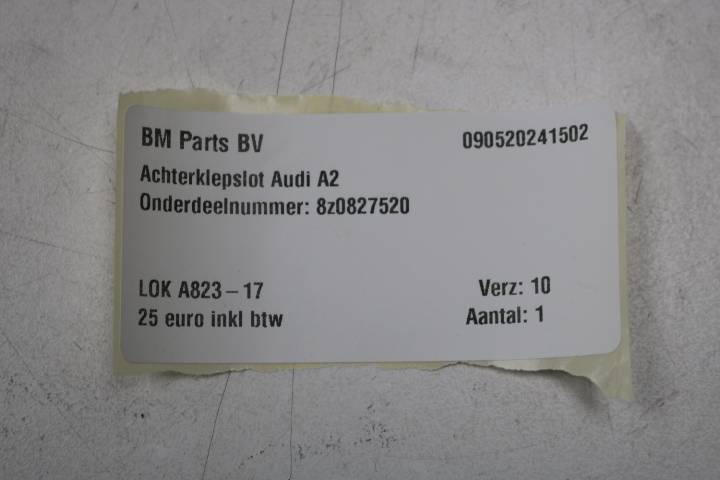 BM Parts BV 090520241502
Achterklepslot Audi A2
Onderdeelnummer: 8z0827520
LOK A823 - 17 Verz: 10
25 euro inkl btw Aantal: 1